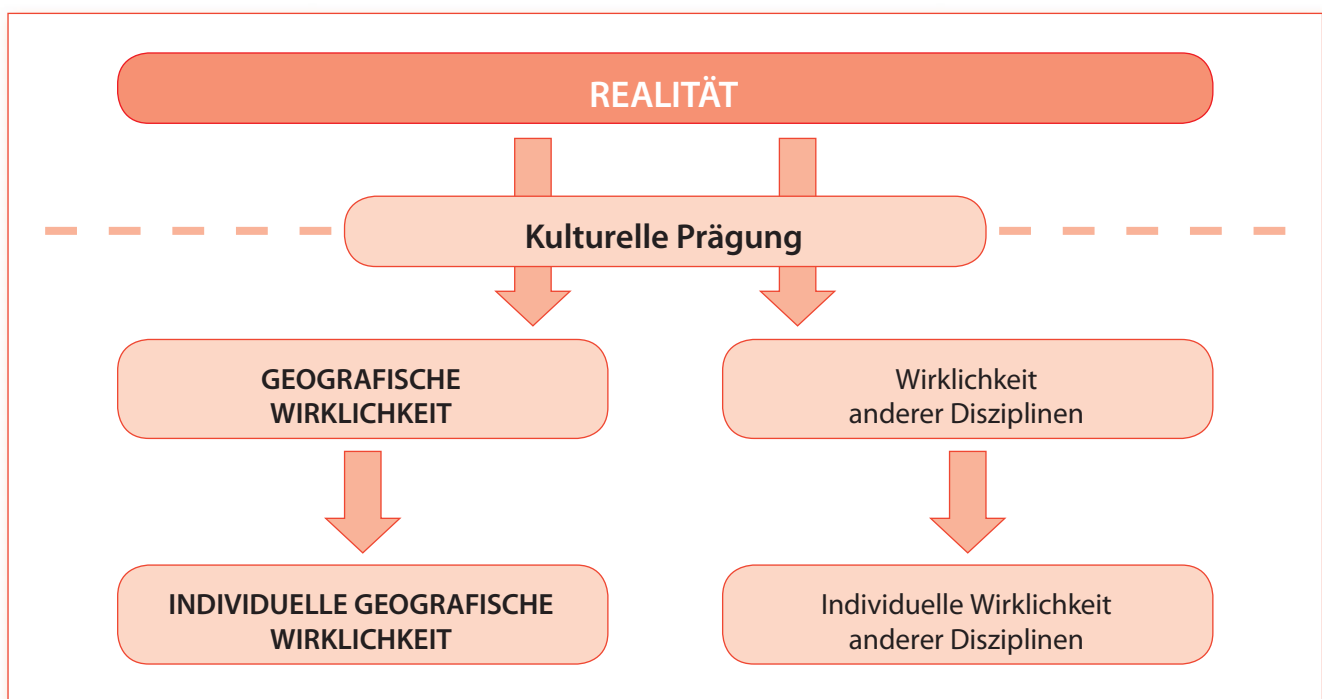 REALITÄT
Kulturelle Prägung
GEOGRAFISCHE
WIRKLICHKEIT
Wirklichkeit
anderer Disziplinen
INDIVIDUELLE GEOGRAFISCHE
WIRKLICHKEIT
Individuelle Wirklichkeit
anderer Disziplinen